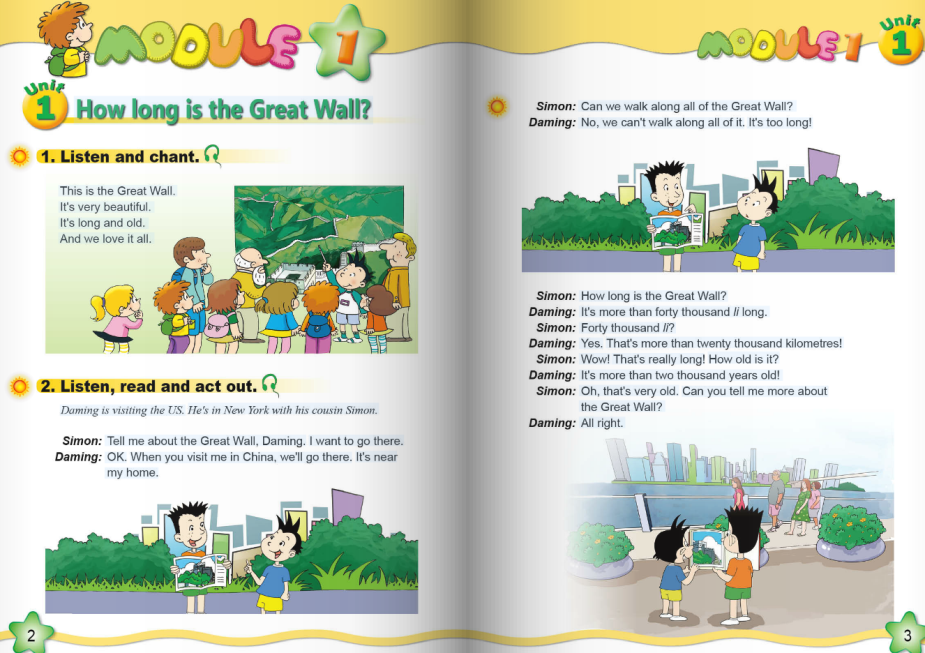 MODULE 1
Unit
1 How long is the Great Wall?
1. Listen and chant.
This is the Great Wall.
It's very beautiful.
It's long and old.
And we love it all.
2. Listen, read and act out.
Daming is visiting the US. He's in New York with his cousin Simon.
Simon: Tell me about the Great Wall, Daming. I want to go there.
Daming: OK. When you visit me in China, we'll go there. It's near
my home.
2
MODULE 1
Unit
1
Simon: Can we walk along all of the Great Wall?
Daming: No, we can't walk along all of it. It's too long!
Simon: How long is the Great Wall?
Daming: It's more than forty thousand li long.
Simon: Forty thousand li?
Daming: Yes. That's more than twenty thousand kilometres!
Simon: Wow! That's really long! How old is it?
Daming: It's more than two thousand years old!
Simon: Oh, that's very old. Can you tell me more about
the Great Wall?
Daming: All right.
3